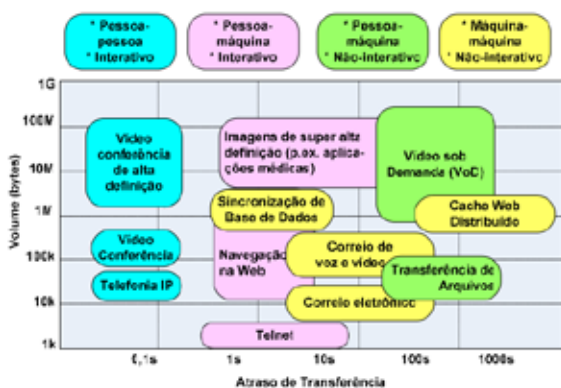 * Pessoa-
pessoa
* Interativo
* Pessoa-
máquina
* Interativo
* Pessoa-
máquina
* Não-interativo
* Máquina-
máquina
* Não-interativo
Volume (bytes)
1G
100M
10M
1M
100k
10k
1k
Video
conferência
de alta
definição
Imagens de super alta
definição (p.ex. aplica-
ções médicas)
Vídeo sob
Demanda (VoD)
Sincronização de
Base de Dados
Cache Web
Distribuído
Video
Conferência
Navegação
na Web
Correio de
voz e vídeo
Transferência de
Arquivos
Telefonia IP
Correio eletrônico
Telnet
0,1s
1s
10s
100s
1000s
Atraso de Transferência